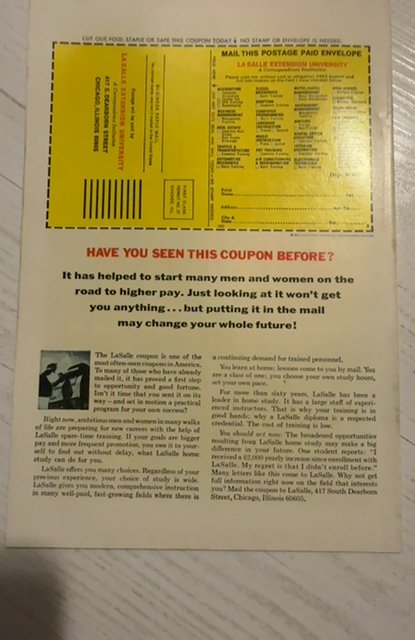 CUT OUT, FOLD, STAPLE OR TAPE THIS COUPON TODAY NO STAMP OR ENVELOPE IS NEEDED.
MAIL THIS POSTAGE PAID ENVELOPE
LA SALLE EXTENSION UNIVERSITY
A Correspondence Institution
Print
Name
Address
City &
State
Postage will be paid by
LA SALLE EXTENSION UNIVERSITY
A Correspondence Institution
417 S. DEARBORN STREET
CHICAGO, ILLINOIS 60605
BUSINESS REPLY MAIL
FIRST CLASS
CHICAGO, ILL.
HAVE YOU SEEN THIS COUPON BEFORE?
It has helped to start many men and women on the
road to higher pay. Just looking at it won't get
you anything...but putting it in the mail
may change your whole future!
The LaSalle coupon is one of the
most often-seen coupons in America.
To many of those who have already
mailed it, it has proved a first step
to opportunity and good fortune.
Isn't it time that you sent it on its
way – and set in motion a practical
program for your own success?
Right now, ambitious men and women in many walks
of life are preparing for new careers with the help of
LaSalle spare-time training. If your goals are bigger
pay and more frequent promotion, you owe it to your-
self to find out without delay, what LaSalle home
study can do for you.
LaSalle offers you many choices. Regardless of your
previous experience, your choice of study is wide.
LaSalle gives you modern, comprehensive instruction
in many well-paid, fast-growing fields where there is
a continuing demand for trained personnel.
You learn at home; lessons come to you by mail. You
are a class of one; you choose your own study hours,
set your own pace.
For more than sixty years, LaSalle has been a
leader in home study. It has a large staff of experi-
enced instructors. That is why your training is in
good hands; why a LaSalle diploma is a respected
credential. The cost of training is low.
You should act now. The broadened opportunities
resulting from LaSalle home study may make a big
difference in your future. One student reports: "I
received a $2,000 yearly increase since enrollment with
LaSalle. My regret is that I didn't enroll before."
Many letters like this come to LaSalle. Why not get
full information right now on the field that interests
you? Mail the coupon to LaSalle, 417 South Dearborn
Street, Chicago, Illinois 60605.